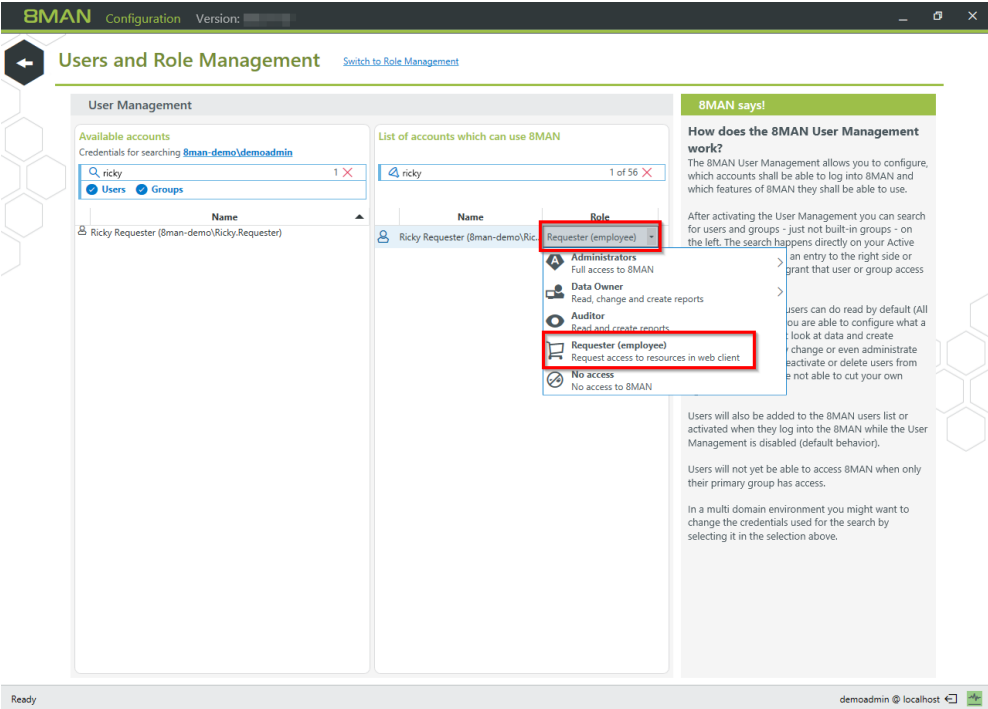 8MAN Configuration Version:
Users and Role Management Switch to Role Management
User Management
Available accounts
Credentials for searching 8man-demo\demoadmin
ricky 1
Users Groups
Name
Ricky Requester (8man-demo\Ricky.Requester)
List of accounts which can use 8MAN
ricky 1 of 56
Name Role
Ricky Requester (8man-demo\Ric... Requester (employee)
Administrators
Full access to 8MAN
Data Owner
Read, change and create reports
Auditor
Read and create reports
Requester (employee)
Request access to resources in web client
No access
No access to 8MAN
8MAN says!
How does the 8MAN User Management
work?
The 8MAN User Management allows you to configure,
which accounts shall be able to log into 8MAN and
which features of 8MAN they shall be able to use.
After activating the User Management you can search
for users and groups - just not built-in groups - on
the left. The search happens directly on your Active
an entry to the right side or
grant that user or group access
users can do read by default (All
ou are able to configure what a
look at data and create
change or even administrate
eactivate or delete users from
e not able to cut your own
Users will also be added to the 8MAN users list or
activated when they log into the 8MAN while the User
Management is disabled (default behavior).
Users will not yet be able to access 8MAN when only
their primary group has access.
In a multi domain environment you might want to
change the credentials used for the search by
selecting it in the selection above.
Ready
demoadmin @ localhost